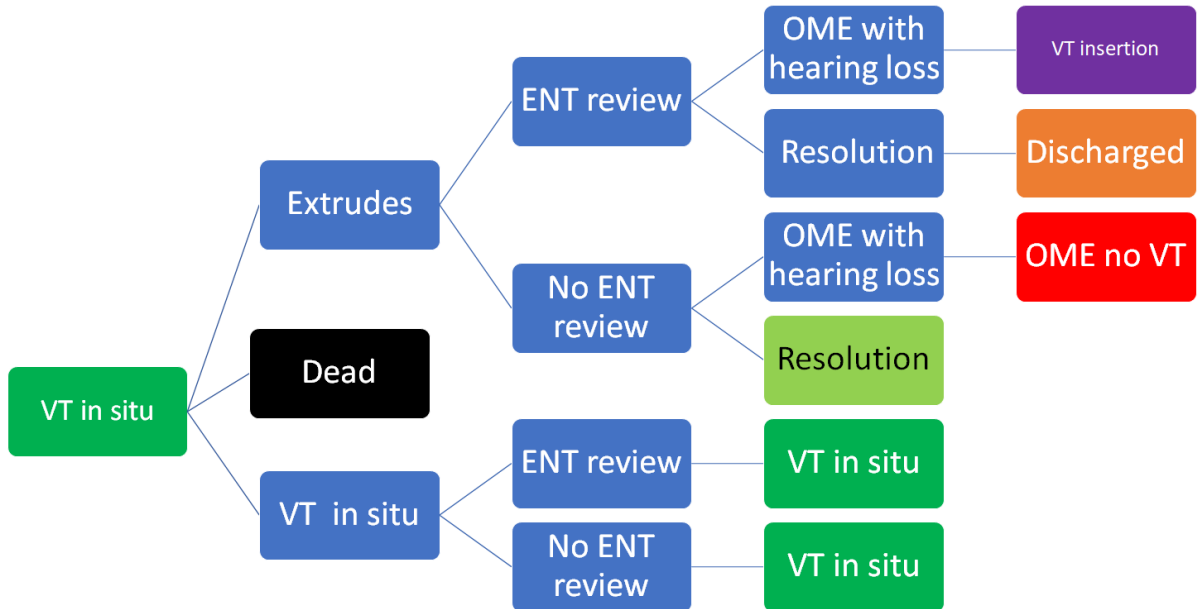 OME with
hearing loss
VT insertion
ENT review
Resolution
Discharged
Extrudes
OME with
hearing loss
OME no VT
No ENT
review
Resolution
Dead
VT in situ
ENT review
VT in situ
VT in situ
No ENT
review
VT in situ